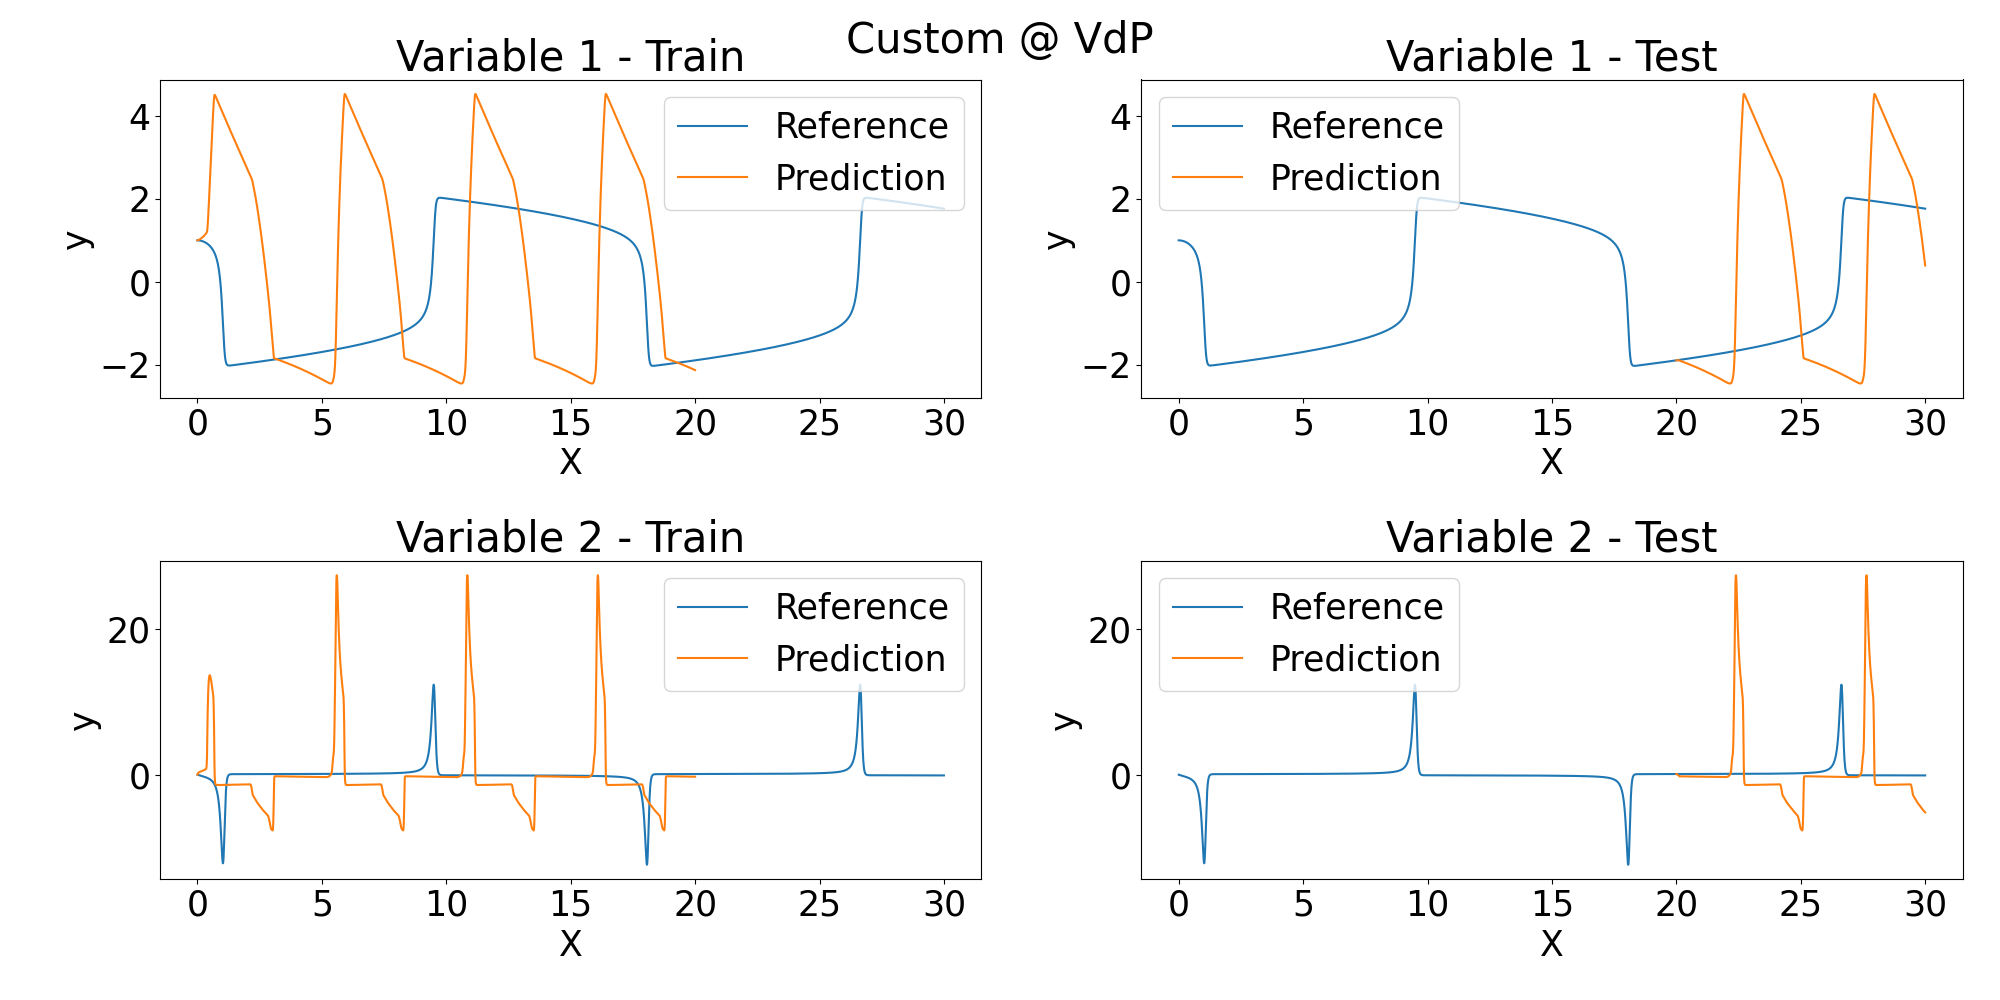 Custom @ VdP
Variable 1 - Train
4
2
0
−2
y
Reference
Prediction
0 5 10 15 20 25 30
X
Variable 1 - Test
4
2
0
−2
y
Reference
Prediction
0 5 10 15 20 25 30
X
Variable 2 - Train
20
0
y
Reference
Prediction
0 5 10 15 20 25 30
X
Variable 2 - Test
20
0
y
Reference
Prediction
0 5 10 15 20 25 30
X